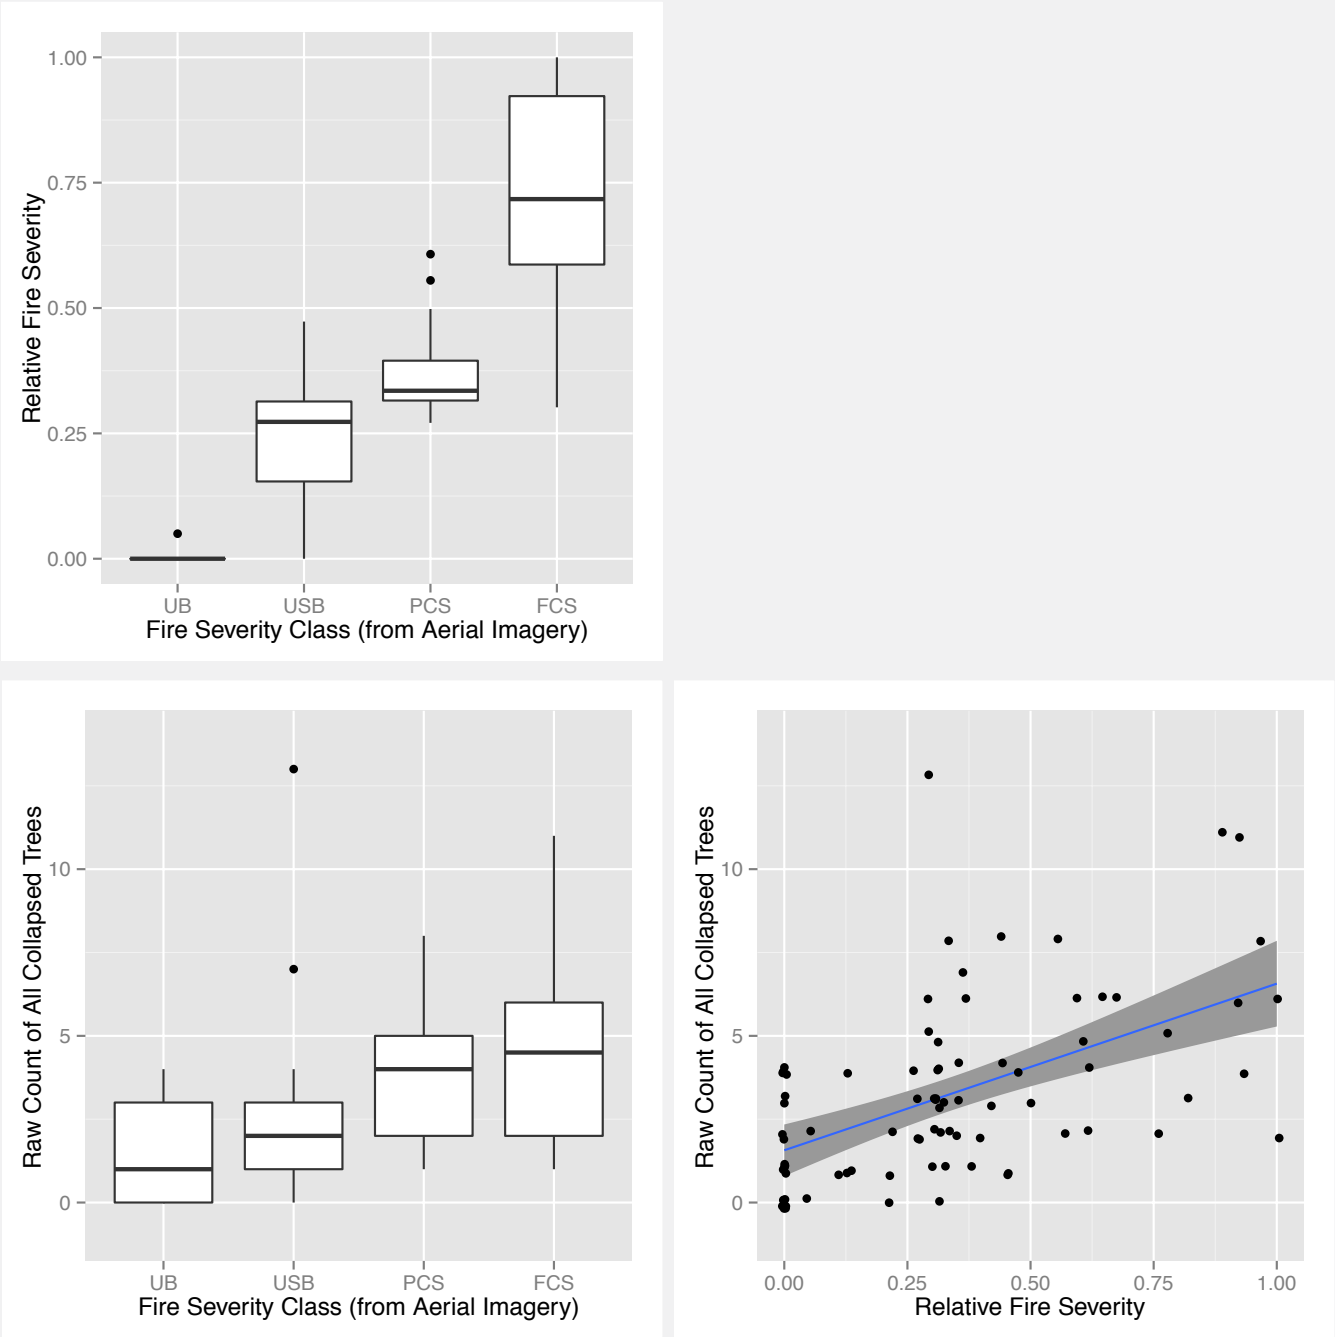 Relative Fire Severity
1.00
0.75
0.50
0.25
0.00
UB USB PCS FCS
Fire Severity Class (from Aerial Imagery)
Raw Count of All Collapsed Trees
10
5
0
UB USB PCS FCS
Fire Severity Class (from Aerial Imagery)
Raw Count of All Collapsed Trees
10
5
0
0.00 0.25 0.50 0.75 1.00
Relative Fire Severity